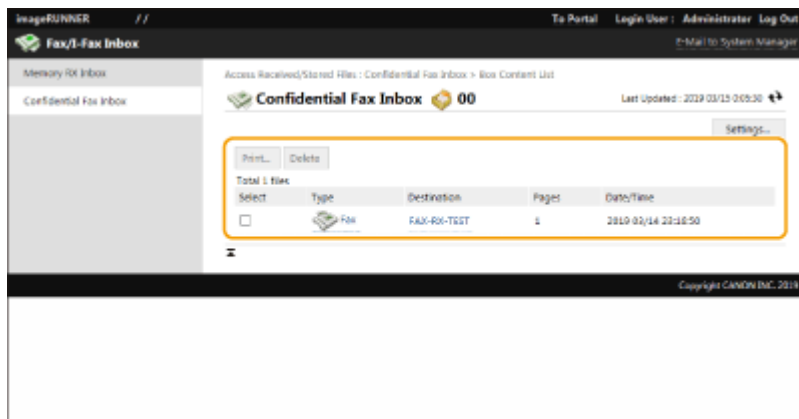 imageRUNNER // To Portal Login User : Administrator Log Out
Fax/I-Fax Inbox E-Mail to System Manager
Memory RX Inbox
Confidential Fax Inbox
Access Received/Stored Files : Confidential Fax Inbox > Box Content List
Confidential Fax Inbox 00 Last Updated : 2019 03/15 0:05:30
Settings...
Print... Delete
Total 1 files
Select Type Destination Pages Date/Time
Fax FAX-RX-TEST 1 2019 03/14 23:16:50
Copyright CANON INC. 2019